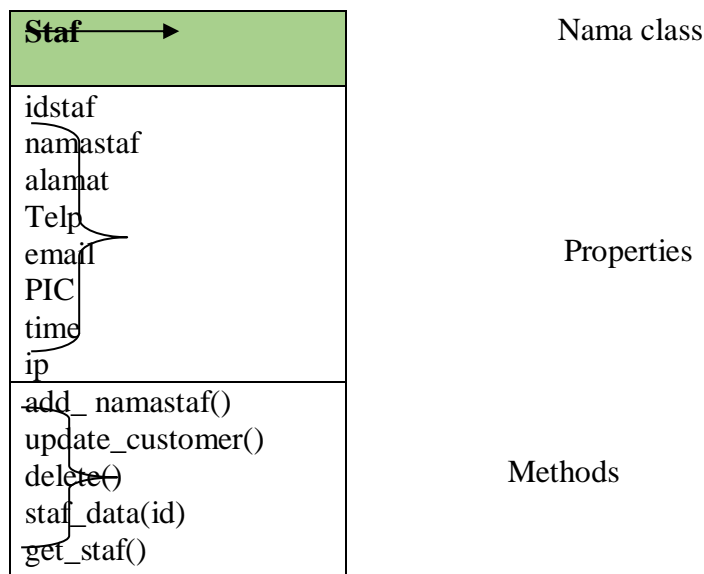 Staf
Nama class
idstaf
namastaf
alamat
Telp
email
Properties
PIC
time
ip
add_ namastaf()
update_customer()
delete()
Methods
staf_data(id)
get_staf()